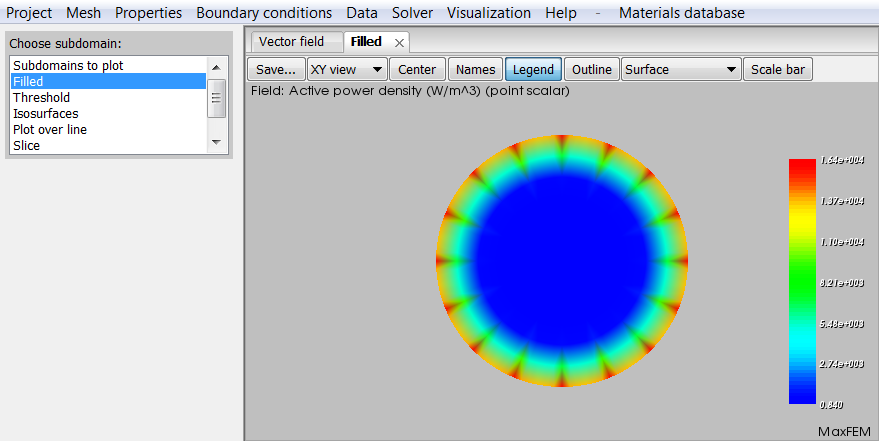 Project Mesh Properties Boundary conditions Data Solver Visualization Help - Materials database
Choose subdomain:
Subdomains to plot
Filled
Threshold
Isosurfaces
Plot over line
Slice
Vector field Filled
Save... XY view Center Names Legend Outline Surface Scale bar
Field: Active power density (W/m^3) (point scalar)
1.64e+004
1.37e+004
1.10e+004
8.21e+003
5.48e+003
2.74e+003
0.840
MaxFEM